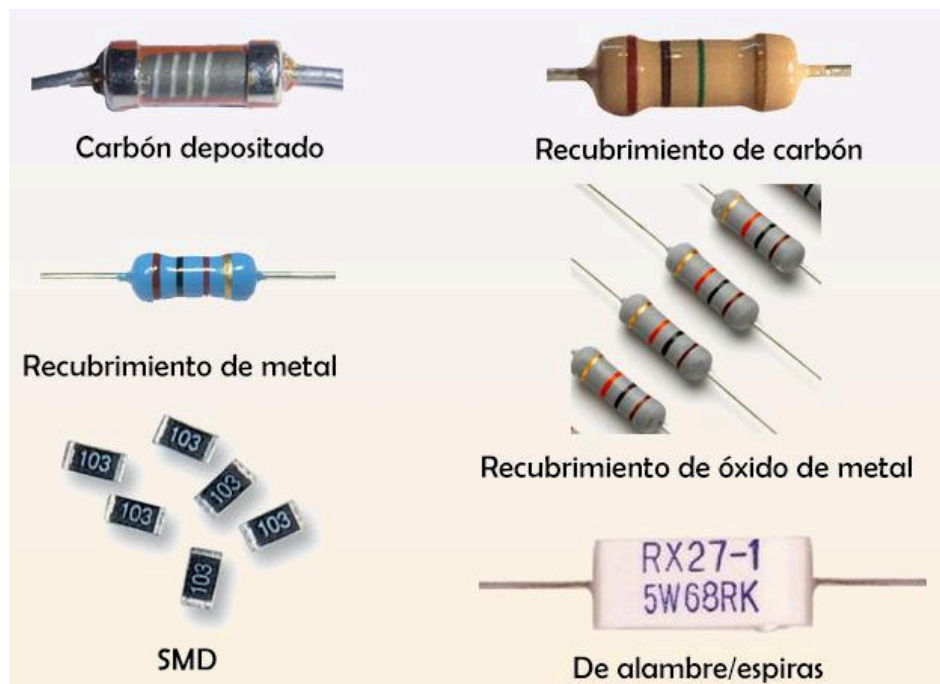 Carbón depositado
Recubrimiento de carbón
Recubrimiento de metal
Recubrimiento de óxido de metal
103
103
103
103
103
103
SMD
RX27-1
5W68RK
De alambre/espiras